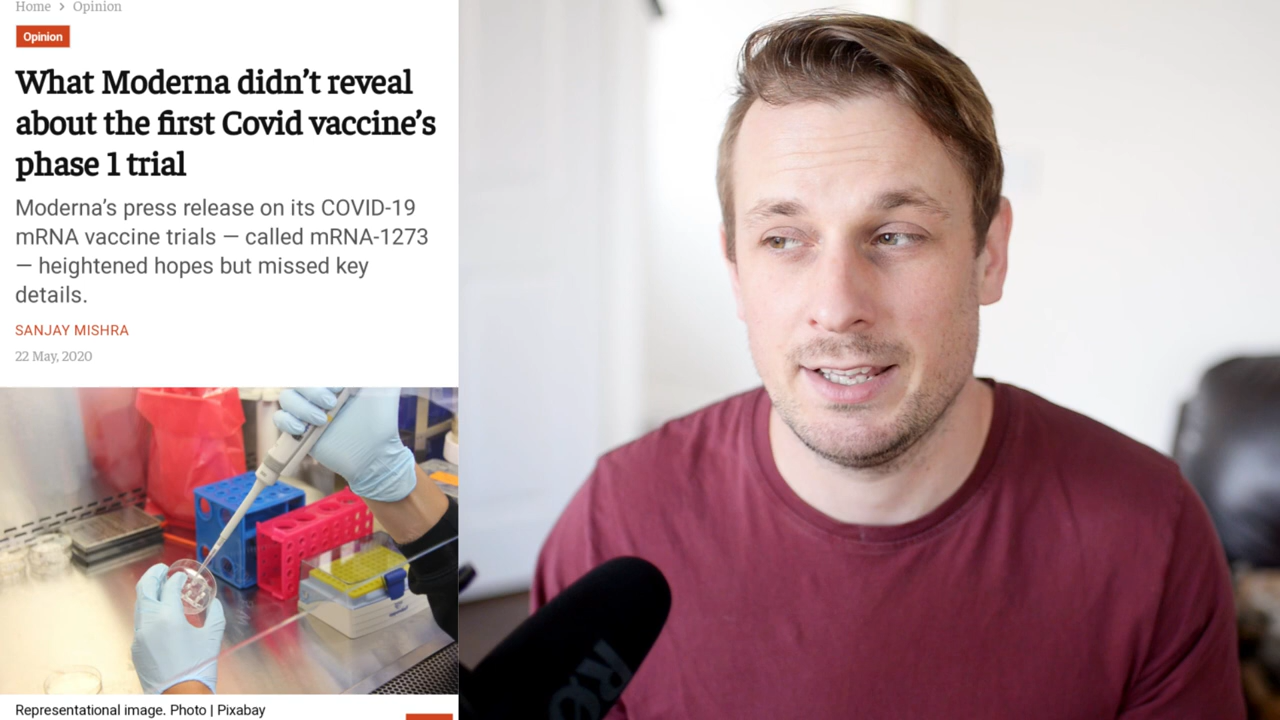 Home > Opinion
Opinion
What Moderna didn't reveal
about the first Covid vaccine's
phase 1 trial
Moderna's press release on its COVID-19
mRNA vaccine trials — called mRNA-1273
— heightened hopes but missed key
details.
SANJAY MISHRA
22 May, 2020
Representational image. Photo | Pixabay